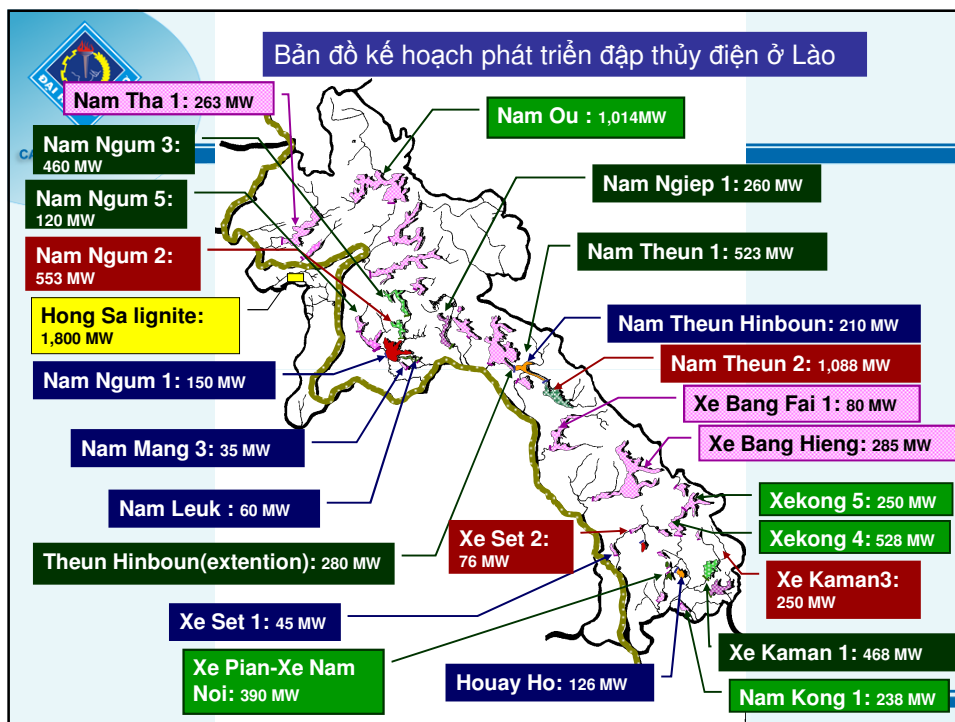 Bản đồ kế hoạch phát triển đập thủy điện ở Lào
ĐẠI
CA
Nam Tha 1: 263 MW
Nam Ou : 1,014MW
Nam Ngum 3:
460 MW
Nam Ngiep 1: 260 MW
Nam Ngum 5:
120 MW
Nam Theun 1: 523 MW
Nam Ngum 2:
553 MW
Hong Sa lignite:
1,800 MW
Nam Theun Hinboun: 210 MW
Nam Theun 2: 1,088 MW
Nam Ngum 1: 150 MW
Xe Bang Fai 1: 80 MW
Xe Bang Hieng: 285 MW
Nam Mang 3: 35 MW
Nam Leuk : 60 MW
Xekong 5: 250 MW
Xe Set 2:
76 MW
Xekong 4: 528 MW
Theun Hinboun(extention): 280 MW
Xe Kaman3:
250 MW
Xe Set 1: 45 MW
Xe Kaman 1: 468 MW
Xe Pian-Xe Nam
Noi: 390 MW
Houay Ho: 126 MW
Nam Kong 1: 238 MW